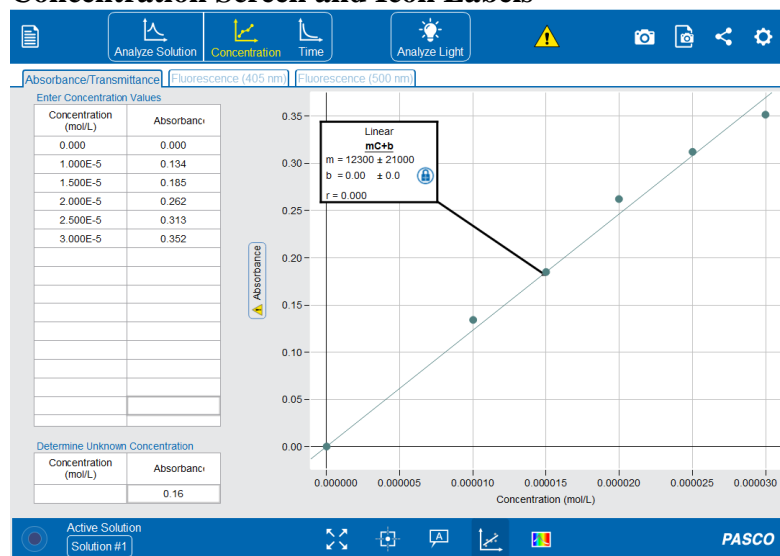 Concentration Screen and Icon Labels
Analyze Solution
Concentration
Time
Analyze Light
Absorbance/Transmittance
Fluorescence (405 nm)
Fluorescence (500 nm)
Enter Concentration Values
Concentration (mol/L) Absorbance
0.000 0.000
1.000E-5 0.134
1.500E-5 0.185
2.000E-5 0.262
2.500E-5 0.313
3.000E-5 0.352
Determine Unknown Concentration
Concentration (mol/L) Absorbance
0.16
Absorbance
0.35
0.30
0.25
0.20
0.15
0.10
0.05
0.00
Linear
mC+b
m = 12300 ± 21000
b = 0.00 ± 0.0
r = 0.000
0.000000 0.000005 0.000010 0.000015 0.000020 0.000025 0.000030
Concentration (mol/L)
Active Solution
Solution #1
A
PASCO